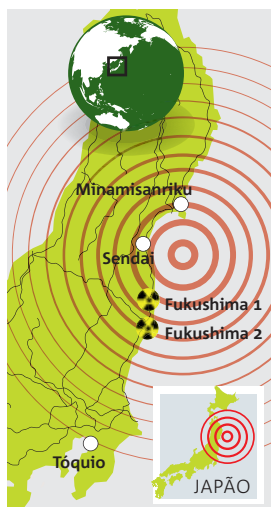 Minamisanriku
Sendai
Fukushima 1
Fukushima 2
Tóquio
JAPÃO